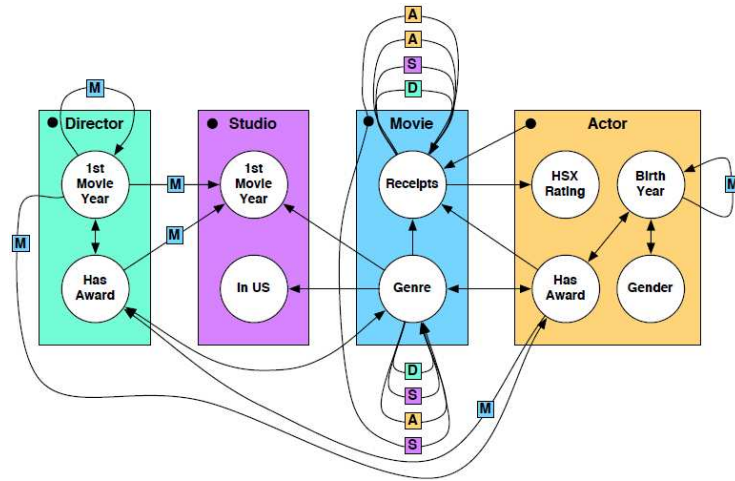 A
A
S
D
M
Director
Studio
Movie
Actor
1st
Movie
Year
M
1st
Movie
Year
Receipts
HSX
Rating
Birth
Year
M
M
M
Has
Award
In US
Genre
Has
Award
Gender
D
S
A
S
M